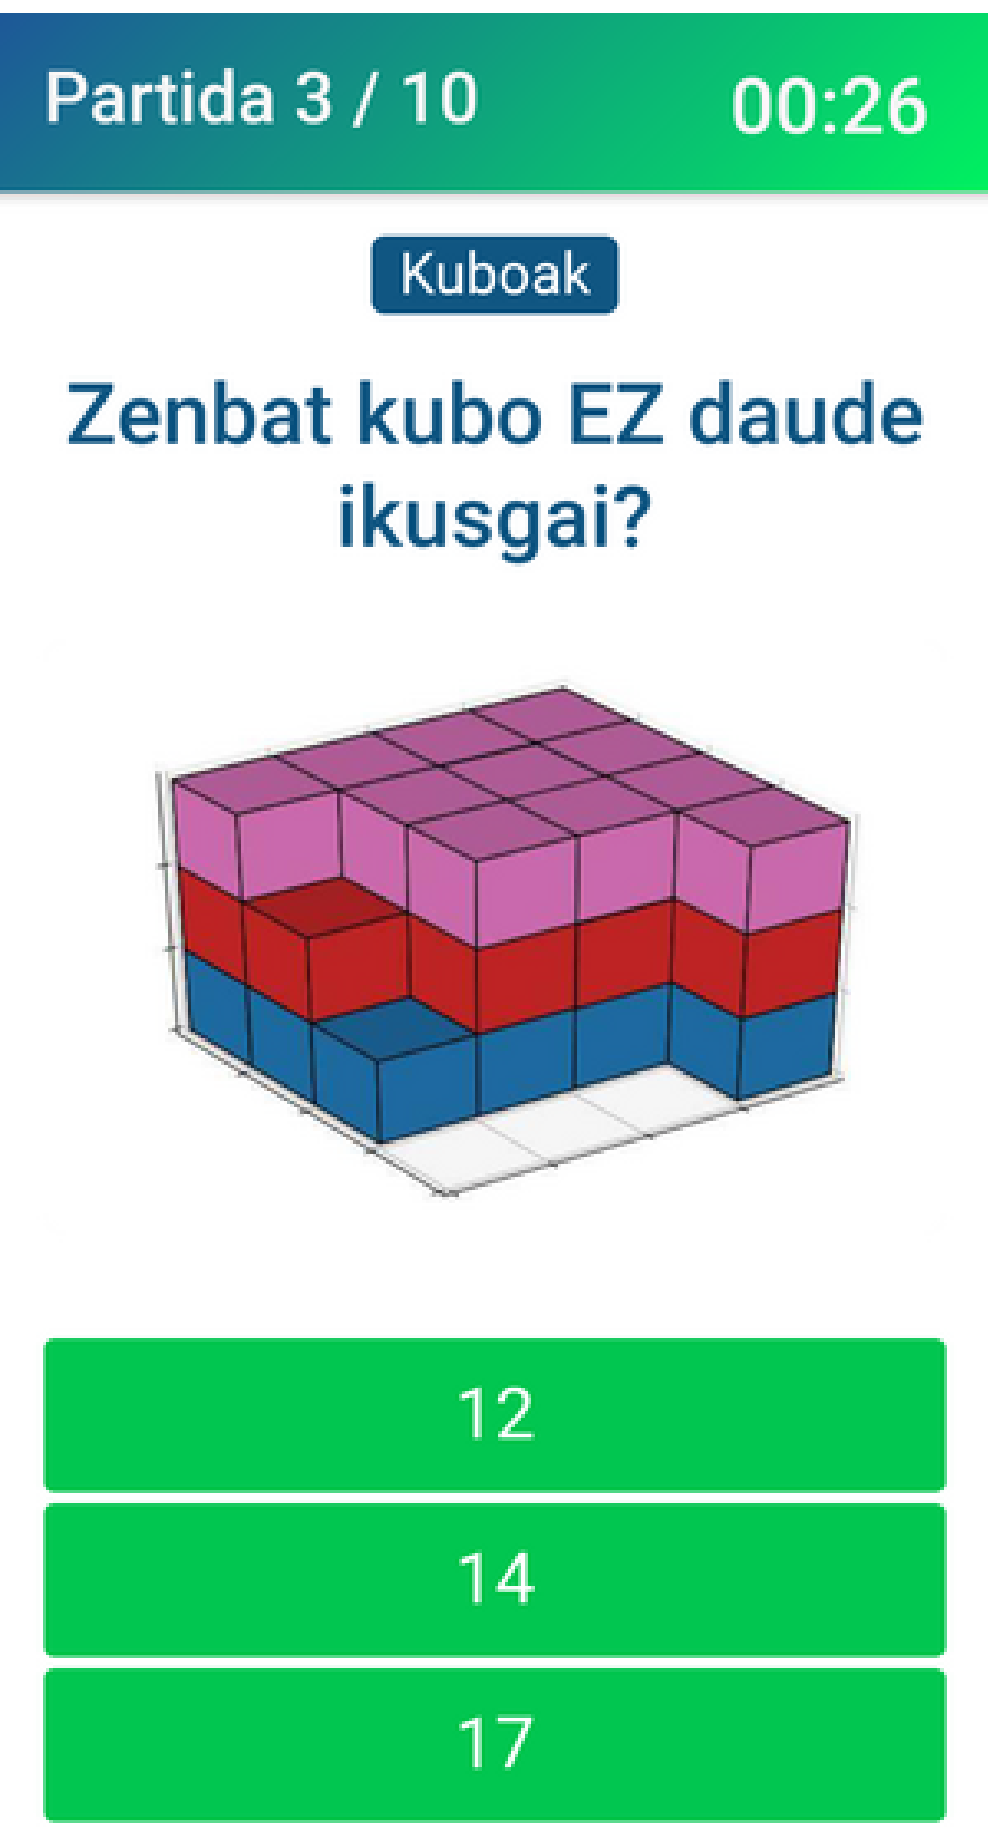 Partida 3 / 10
00:26
Kuboak
Zenbat kubo EZ daude
ikusgai?
12
14
17